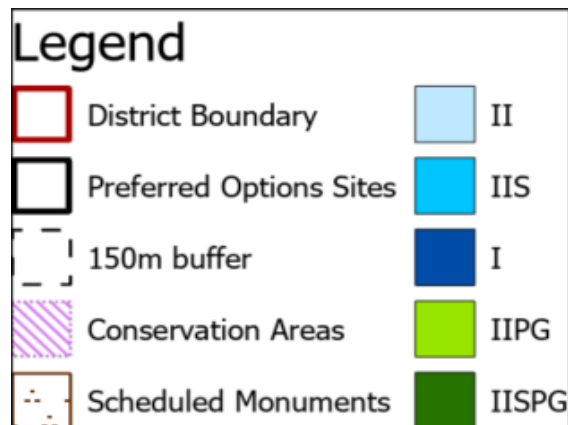 Legend
District Boundary
Preferred Options Sites
150m buffer
Conservation Areas
Scheduled Monuments
II
IIS
I
IIPG
IISPG